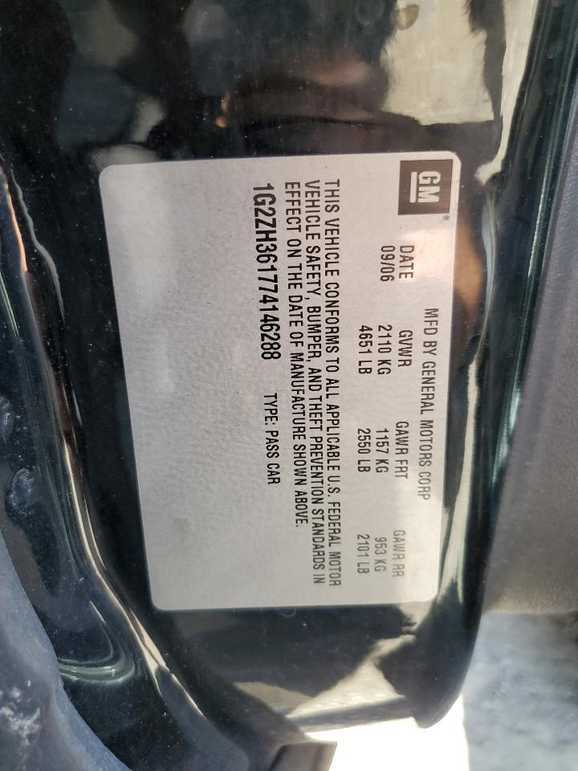 GM
MFD BY GENERAL MOTORS CORP
DATE GVWR GAWR FRT GAWR RR
09/06 2110 KG 1157 KG 953 KG
4651 LB 2550 LB 2101 LB
THIS VEHICLE CONFORMS TO ALL APPLICABLE U.S. FEDERAL MOTOR
VEHICLE SAFETY, BUMPER, AND THEFT PREVENTION STANDARDS IN
EFFECT ON THE DATE OF MANUFACTURE SHOWN ABOVE.
1G2ZH361774146288 TYPE: PASS CAR